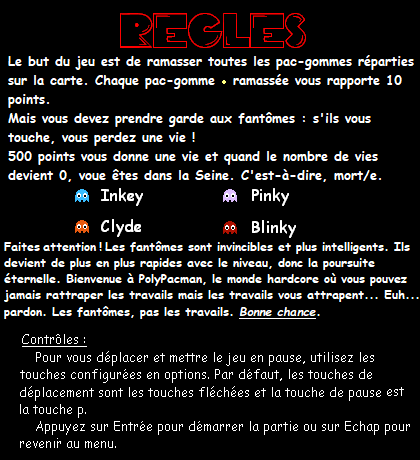 REGLES
Le but du jeu est de ramasser toutes les pac-gommes réparties
sur la carte. Chaque pac-gomme ramassée vous rapporte 10
points.
Mais vous devez prendre garde aux fantômes : s'ils vous
touche, vous perdez une vie !
500 points vous donne une vie et quand le nombre de vies
devient 0, voue êtes dans la Seine. C'est-à-dire, mort/e.
Inkey Pinky
Clyde Blinky
Faites attention ! Les fantômes sont invincibles et plus intelligents. Ils
devient de plus en plus rapides avec le niveau, donc la poursuite
éternelle. Bienvenue à PolyPacman, le monde hardcore où vous pouvez
jamais rattraper les travails mais les travails vous attrapent... Euh...
pardon. Les fantômes, pas les travails. Bonne chance.
Contrôles :
Pour vous déplacer et mettre le jeu en pause, utilisez les
touches configurées en options. Par défaut, les touches de
déplacement sont les touches fléchées et la touche de pause est
la touche p.
Appuyez sur Entrée pour démarrer la partie ou sur Echap pour
revenir au menu.